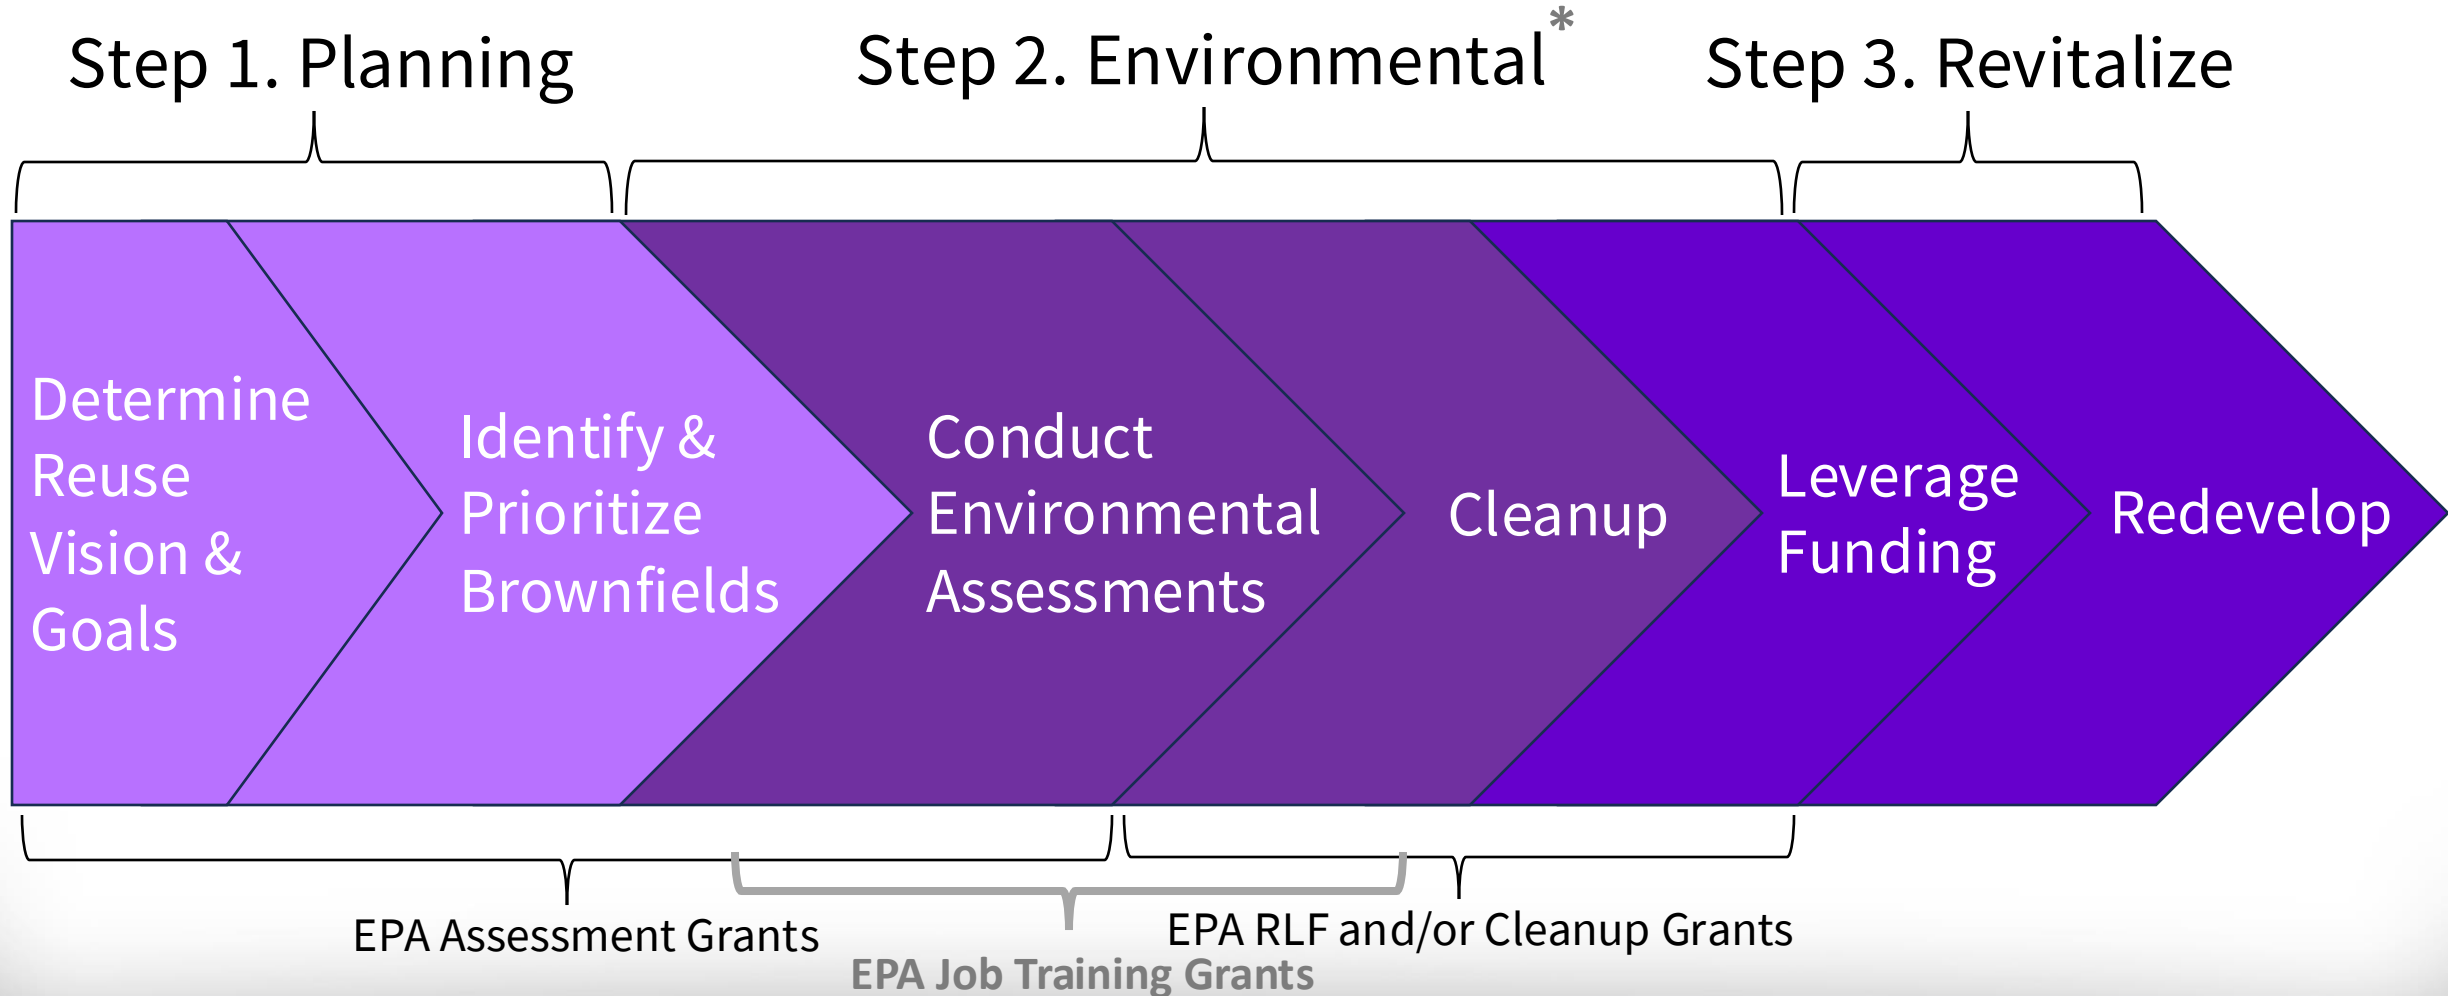 Step 1. Planning
Step 2. Environmental*
Step 3. Revitalize
Determine
Reuse
Vision &
Goals
Identify &
Prioritize
Brownfields
Conduct
Environmental
Assessments
Cleanup
Leverage
Funding
Redevelop
EPA Assessment Grants
EPA RLF and/or Cleanup Grants
EPA Job Training Grants